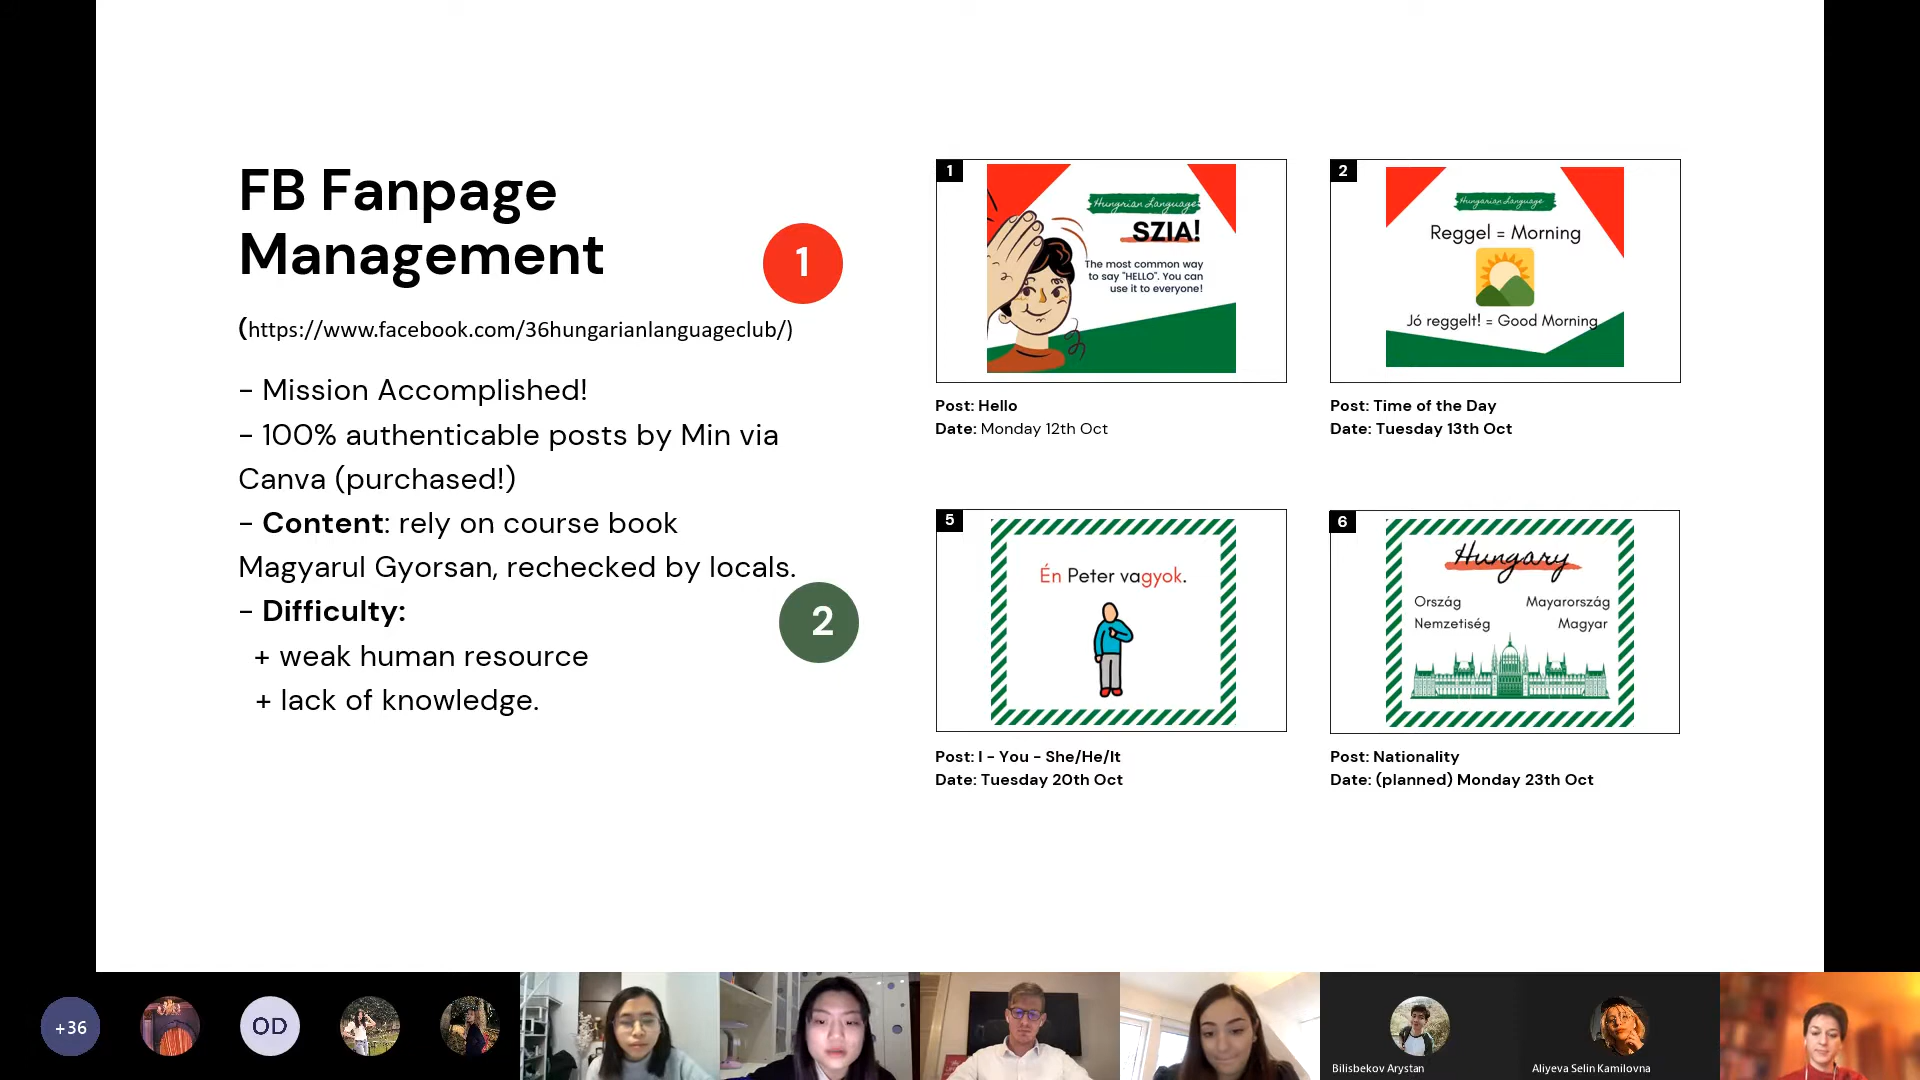 FB Fanpage
Management
(https://www.facebook.com/36hungarianlanguageclub/)
- Mission Accomplished!
- 100% authenticable posts by Min via
Canva (purchased!)
- Content: rely on course book
Magyarul Gyorsan, rechecked by locals.
- Difficulty:
+ weak human resource
+ lack of knowledge.
1
2
1
Hungrian Language
SZIA!
The most common way
to say "HELLO". You can
use it to everyone!
Post: Hello
Date: Monday 12th Oct
2
Hungarian Language
Reggel = Morning
Jó reggelt! = Good Morning
Post: Time of the Day
Date: Tuesday 13th Oct
5
Én Peter vagyok.
Post: I - You - She/He/It
Date: Tuesday 20th Oct
6
Hungary
Ország Mayarország
Nemzetiség Magyar
Post: Nationality
Date: (planned) Monday 23th Oct
+36
OD
Bilisbekov Arystan
Aliyeva Selin Kamilovna